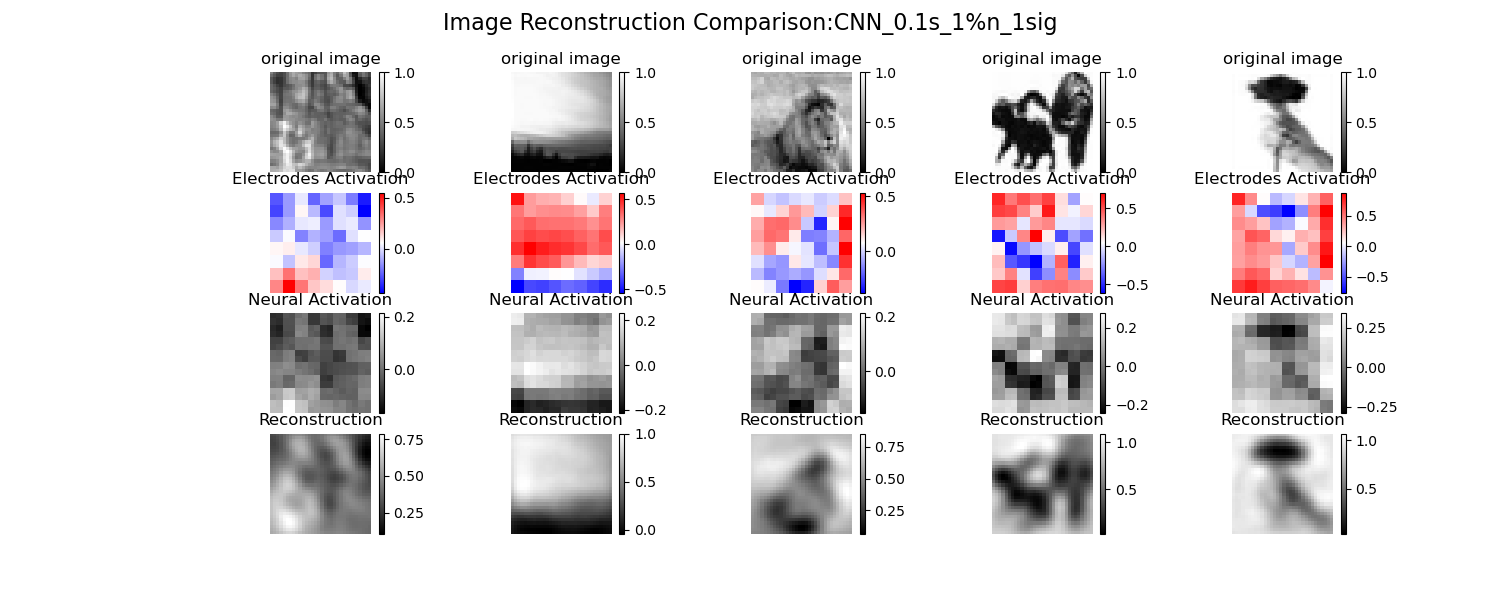 Image Reconstruction Comparison:CNN_0.1s_1%n_1sig
original image original image original image original image original image
1.0 1.0 1.0 1.0 1.0
0.5 0.5 0.5 0.5 0.5
0.0 0.0 0.0 0.0 0.0
Electrodes Activation Electrodes Activation Electrodes Activation Electrodes Activation Electrodes Activation
0.5 0.5 0.5 0.5 0.5
0.0 0.0 0.0 0.0 0.0
−0.5 −0.5 −0.5
Neural Activation Neural Activation Neural Activation Neural Activation Neural Activation
0.2 0.2 0.2 0.2 0.25
0.0 0.0 0.0 0.0 0.00
−0.2 −0.2 −0.25
Reconstruction Reconstruction Reconstruction Reconstruction Reconstruction
0.75 1.0 0.75 1.0 1.0
0.50 0.5 0.50 0.5 0.5
0.25 0.0 0.25